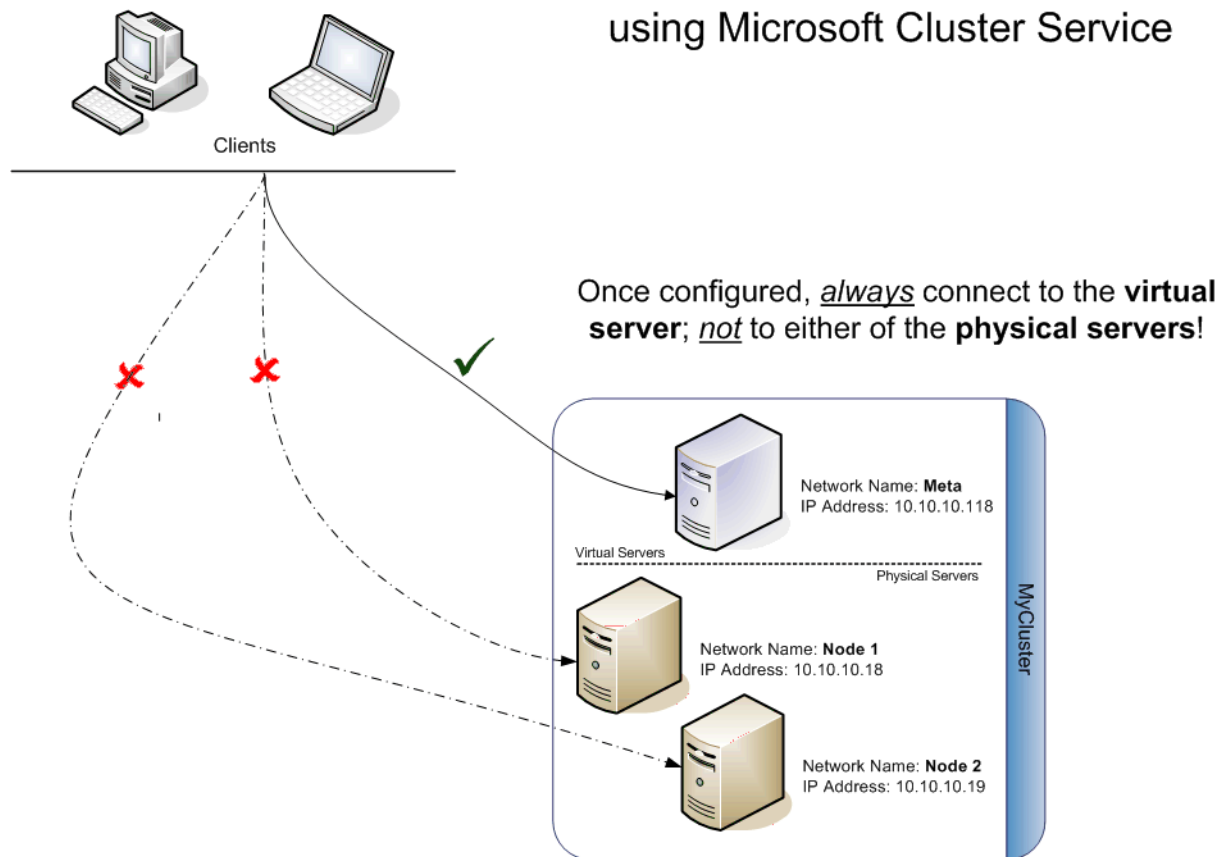 using Microsoft Cluster Service
Clients
Once configured, always connect to the virtual
server; not to either of the physical servers!
Network Name: Meta
IP Address: 10.10.10.118
Virtual Servers
Physical Servers
MyCluster
Network Name: Node 1
IP Address: 10.10.10.18
Network Name: Node 2
IP Address: 10.10.10.19